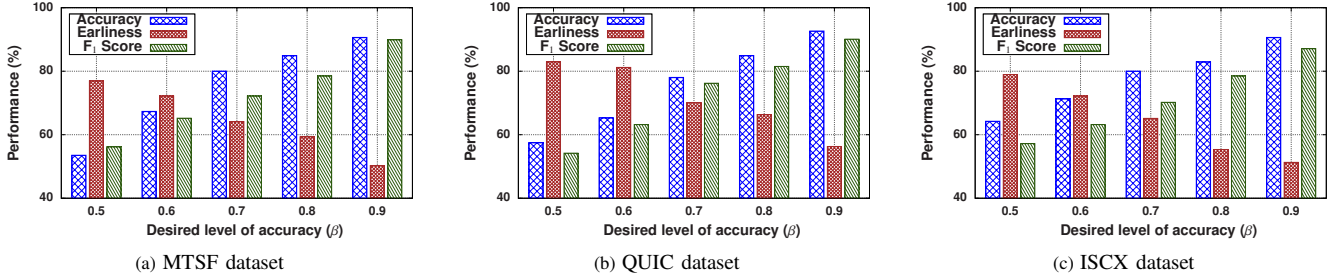 100
80
60
40
Performance (%)
Accuracy
Earliness
F1 Score
0.5 0.6 0.7 0.8 0.9
Desired level of accuracy (β)
(a) MTSF dataset
100
80
60
40
Performance (%)
Accuracy
Earliness
F1 Score
0.5 0.6 0.7 0.8 0.9
Desired level of accuracy (β)
(b) QUIC dataset
100
80
60
40
Performance (%)
Accuracy
Earliness
F1 Score
0.5 0.6 0.7 0.8 0.9
Desired level of accuracy (β)
(c) ISCX dataset